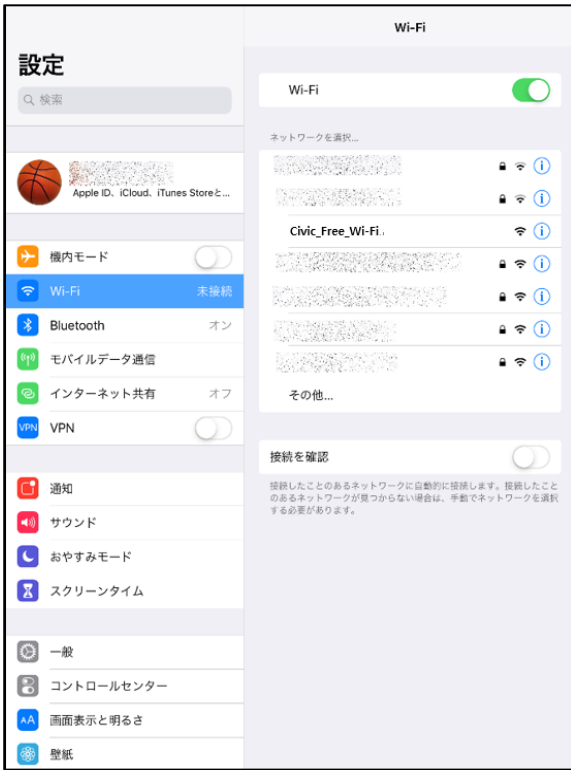 設定
検索
Apple ID、iCloud、iTunes Storeと...
機内モード
Wi-Fi 未接続
Bluetooth オン
モバイルデータ通信
インターネット共有 オフ
VPN VPN
通知
サウンド
おやすみモード
スクリーンタイム
一般
コントロールセンター
AA 画面表示と明るさ
壁紙
Wi-Fi
Wi-Fi
ネットワークを選択...
Civic_Free_Wi-Fi
その他...
接続を確認
接続したことのあるネットワークに自動的に接続します。接続したこと
のあるネットワークが見つからない場合は、手動でネットワークを選択
する必要があります。